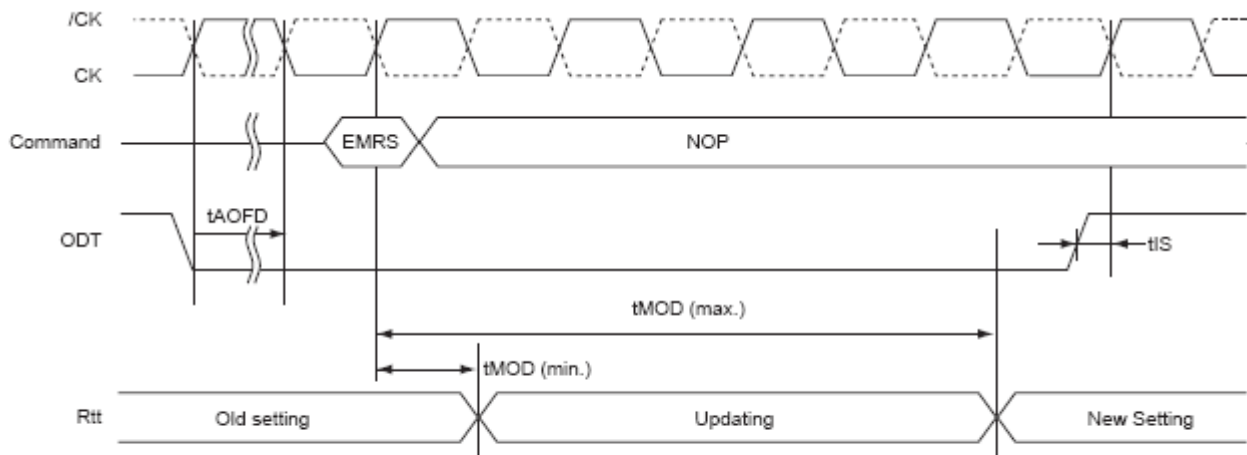 /CK
CK
Command
EMRS
NOP
tAOFD
ODT
tIS
tMOD (max.)
tMOD (min.)
Rtt
Old setting
Updating
New Setting